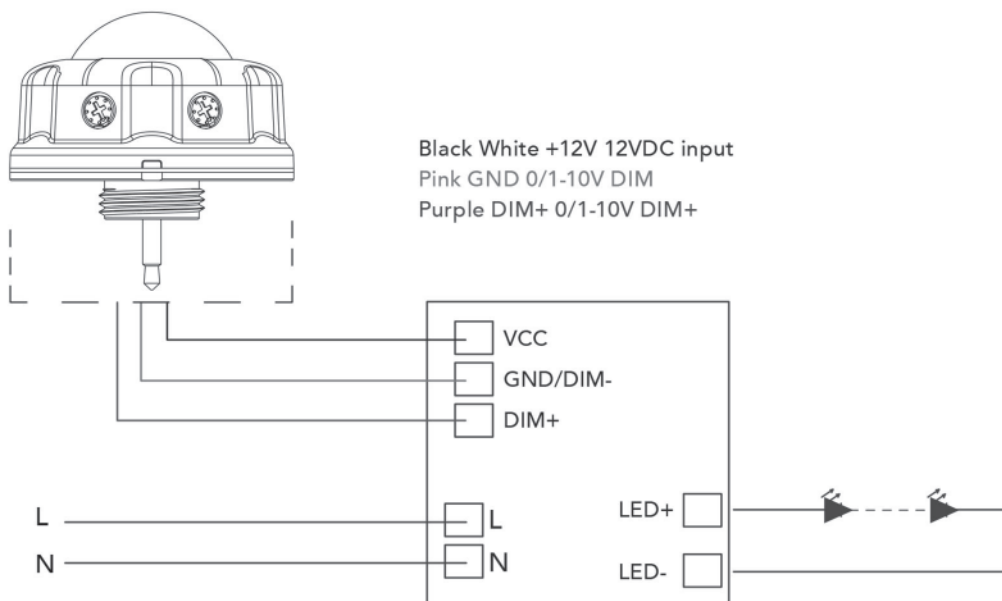 Black White +12V 12VDC input
Pink GND 0/1-10V DIM
Purple DIM+ 0/1-10V DIM+
VCC
GND/DIM-
DIM+
L
L
N
N
LED+
LED-